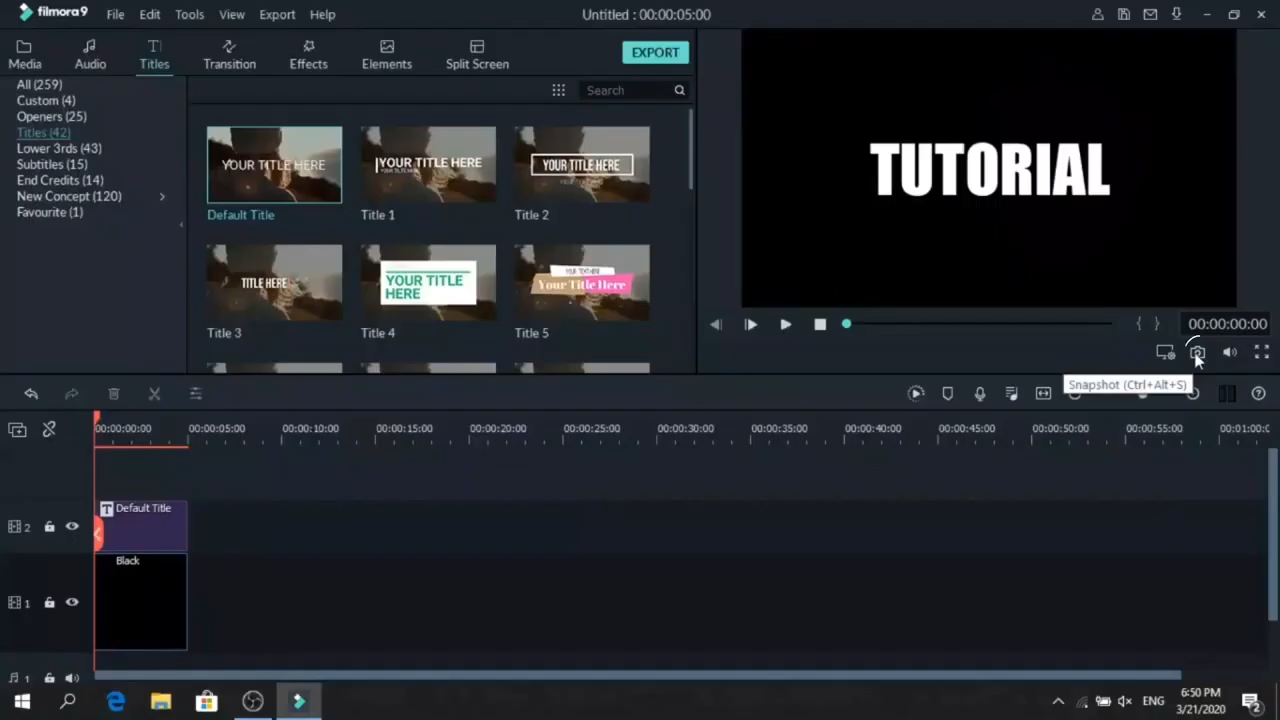 filmora9 File Edit Tools View Export Help Untitled : 00:00:05:00
Media Audio Titles Transition Effects Elements Split Screen EXPORT
All (259)
Custom (4)
Openers (25)
Titles (42)
Lower 3rds (43)
Subtitles (15)
End Credits (14)
New Concept (120)
Favourite (1)
Search
YOUR TITLE HERE
Default Title
YOUR TITLE HERE
Title 1
YOUR TITLE HERE
Title 2
TITLE HERE
Title 3
YOUR TITLE
HERE
Title 4
YOUR TEXT HERE
Your Title Here
Title 5
TUTORIAL
{ } 00:00:00:00
Snapshot (Ctrl+Alt+S)
00:00:00:00 00:00:05:00 00:00:10:00 00:00:15:00 00:00:20:00 00:00:25:00 00:00:30:00 00:00:35:00 00:00:40:00 00:00:45:00 00:00:50:00 00:00:55:00 00:01:00:0
2
T Default Title
1
Black
1
ENG
6:50 PM
3/21/2020
2